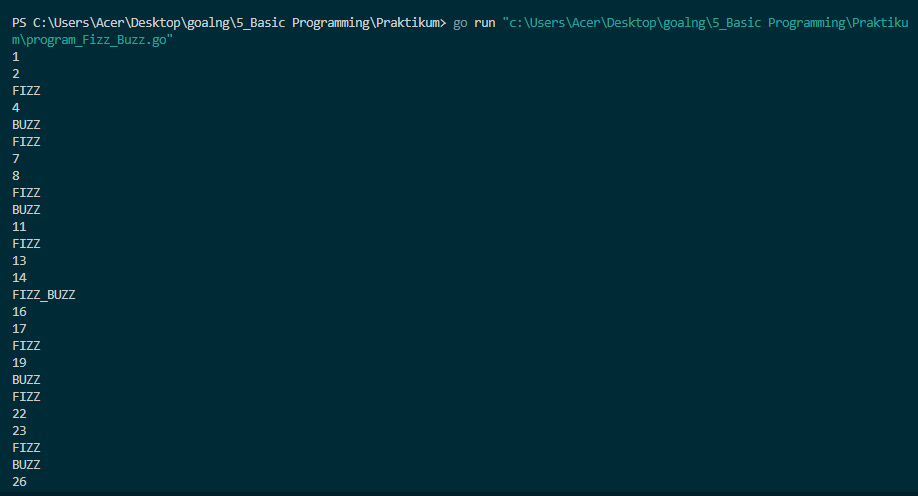 PS C:\Users\Acer\Desktop\goalng\5_Basic Programming\Praktikum> go run "c:\Users\Acer\Desktop\goalng\5_Basic Programming\Praktiku
m\program_Fizz_Buzz.go"
1
2
FIZZ
4
BUZZ
FIZZ
7
8
FIZZ
BUZZ
11
FIZZ
13
14
FIZZ_BUZZ
16
17
FIZZ
19
BUZZ
FIZZ
22
23
FIZZ
BUZZ
26